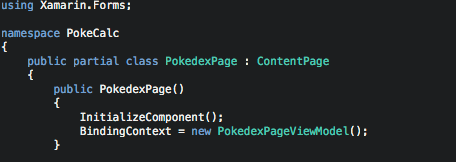 using Xamarin.Forms;
namespace PokeCalc
{
public partial class PokedexPage : ContentPage
{
public PokedexPage()
{
InitializeComponent();
BindingContext = new PokedexPageViewModel();
}